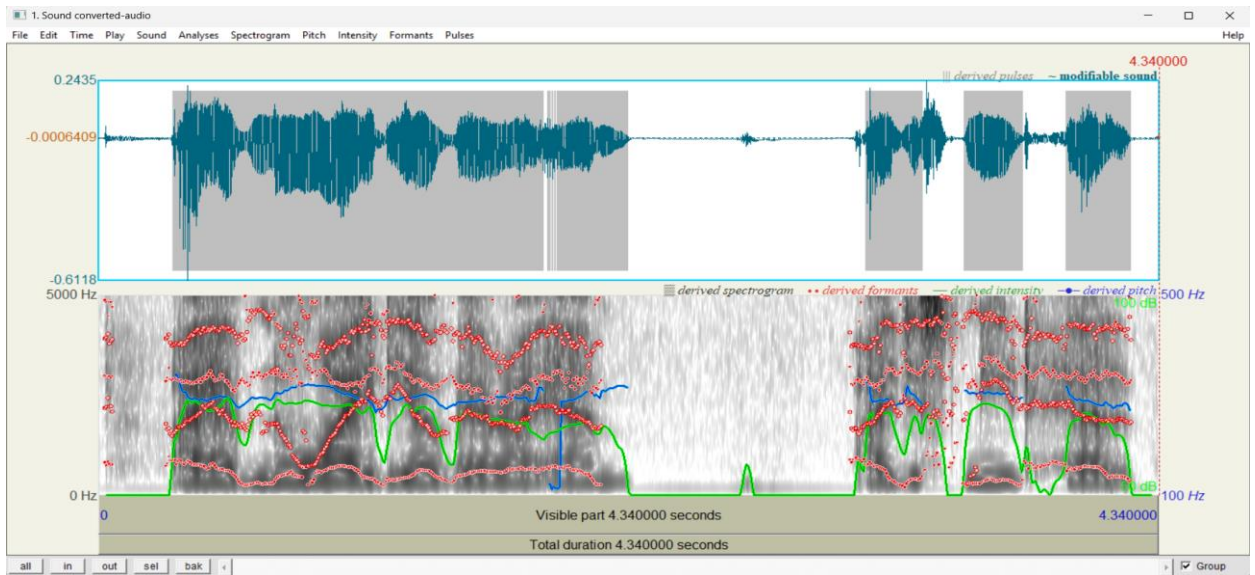 1. Sound converted-audio
File Edit Time Play Sound Analyses Spectrogram Pitch Intensity Formants Pulses Help
4.340000
0.2435
derived pulses ~ modifiable sound
-0.0006409
-0.6118
5000 Hz derived spectrogram derived formants derived intensity derived pitch 500 Hz
100 dB
0 Hz dB 100 Hz
0 Visible part 4.340000 seconds 4.340000
Total duration 4.340000 seconds
all in out sel bak Group